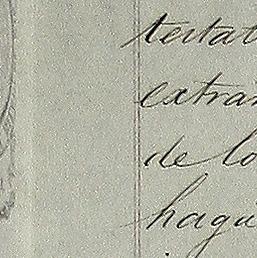 testat
extran
de lo
hagu